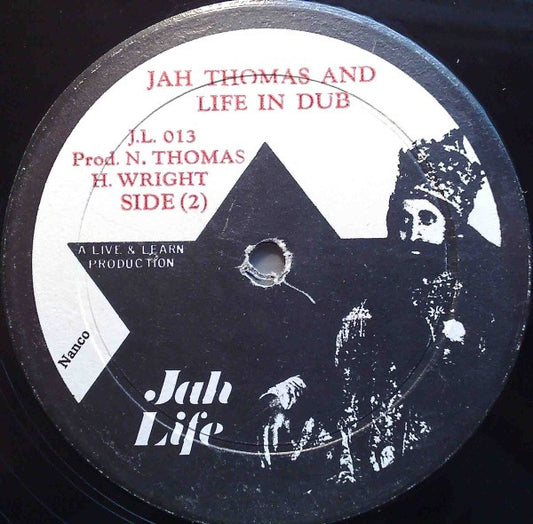 JAH THOMAS AND
LIFE IN DUB
J.L. 013
Prod. N. THOMAS
H. WRIGHT
SIDE (2)
A LIVE & LEARN
PRODUCTION
Nanco
Jah
Life